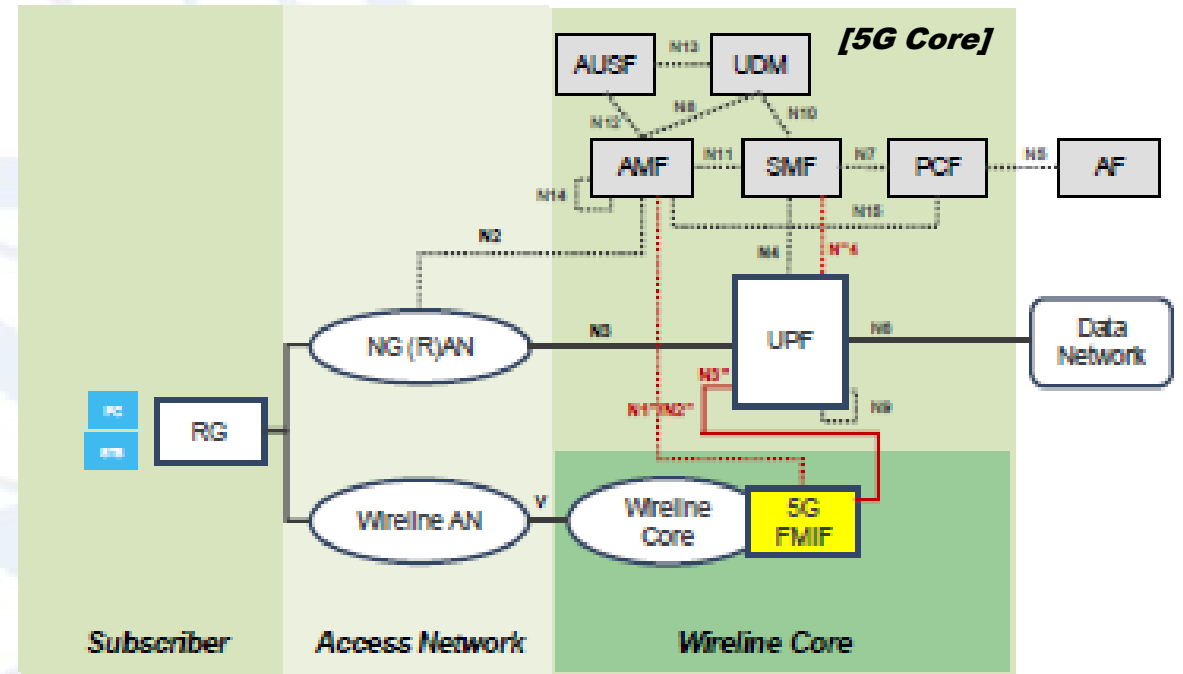 [5G Core]
AUSF
N13
UDM
N12
N8
N10
AMF
N11
SMF
N7
PCF
N5
AF
N14
N15
N2
N4
N"4
NG (R)AN
N3
UPF
N6
Data
Network
N3"
N1"/N2"
N9
PC
STB
RG
Wireline AN
V
Wireline
Core
5G
FMIF
Subscriber
Access Network
Wireline Core